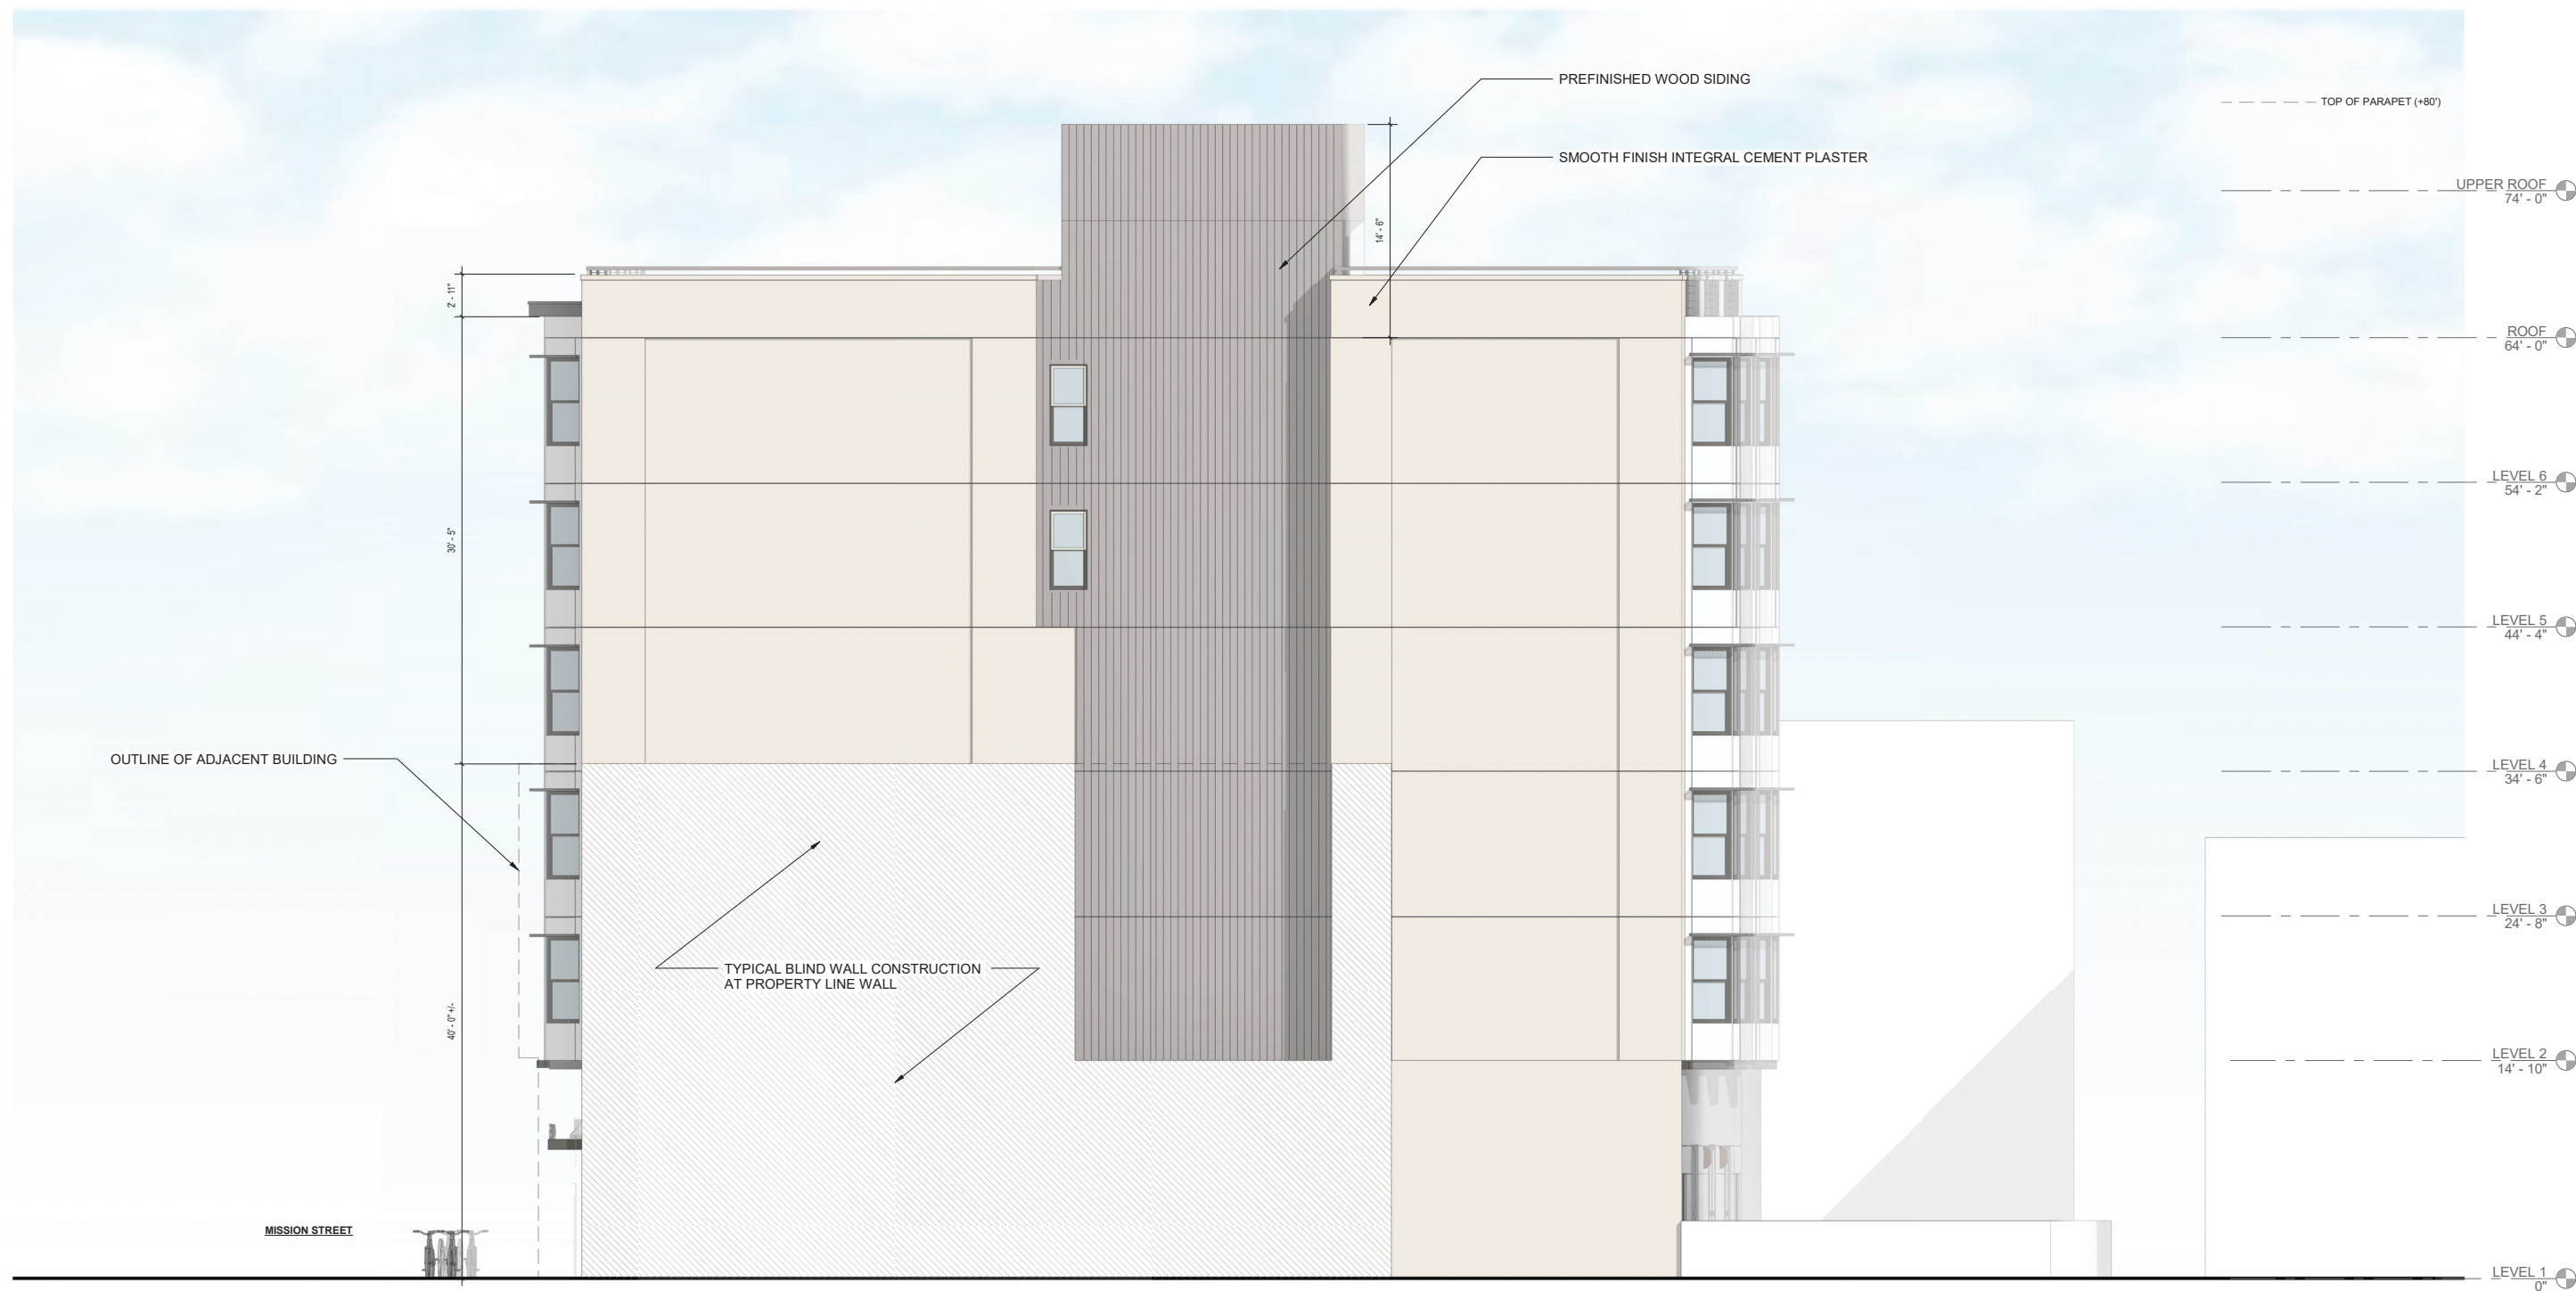 PREFINISHED WOOD SIDING
TOP OF PARAPET (+80')
SMOOTH FINISH INTEGRAL CEMENT PLASTER
UPPER ROOF
74' - 0"
14' - 6"
2' - 11"
ROOF
64' - 0"
LEVEL 6
54' - 2"
30' - 5"
LEVEL 5
44' - 4"
OUTLINE OF ADJACENT BUILDING
LEVEL 4
34' - 6"
LEVEL 3
24' - 8"
TYPICAL BLIND WALL CONSTRUCTION
AT PROPERTY LINE WALL
40' - 0" +/-
LEVEL 2
14' - 10"
MISSION STREET
LEVEL 1
0"